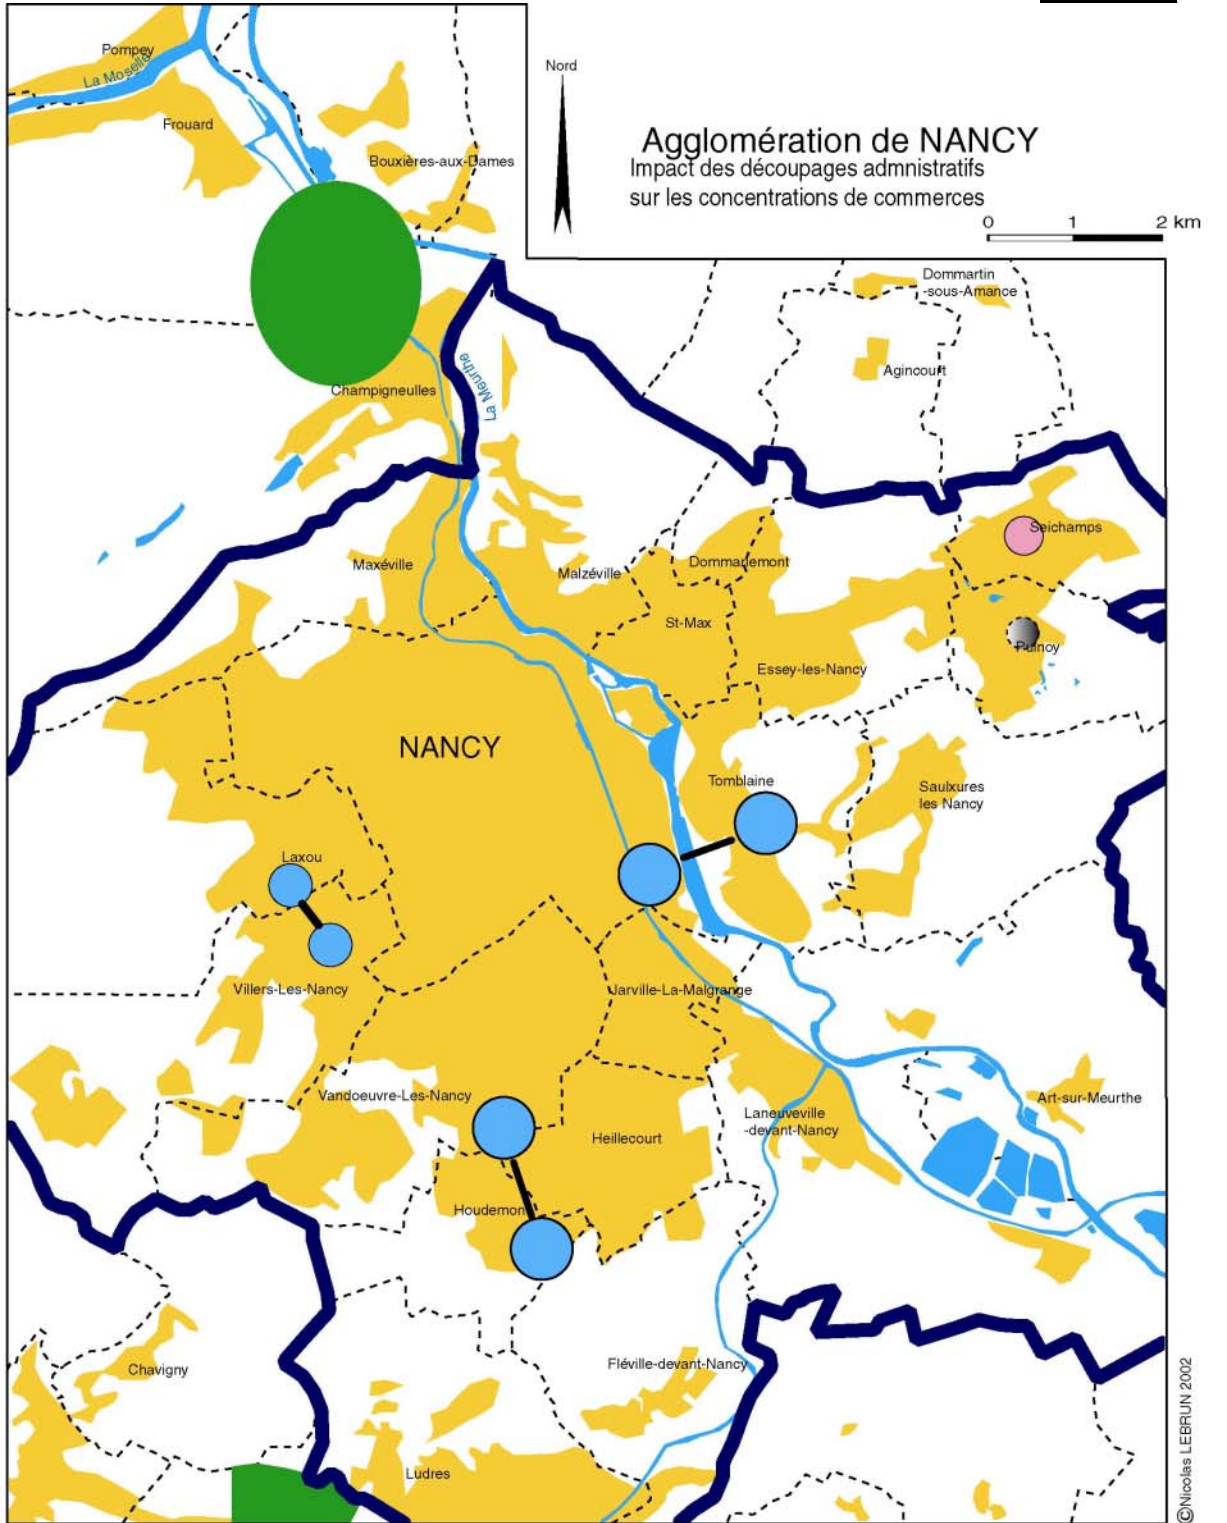 Pompey
La Moselle
Nord
Frouard
Agglomération de NANCY
Impact des découpages admnistratifs
sur les concentrations de commerces
Bouxières-aux-Dames
0 1 2 km
Dommartin
-sous-Amance
Agincourt
Champigneulles
La Meurthe
Seichamps
Maxéville
Malzéville
Dommartemont
St-Max
Pulnoy
Essey-les-Nancy
NANCY
Tomblaine
Saulxures
les Nancy
Laxou
Villers-Les-Nancy
Jarville-La-Malgrange
Vandoeuvre-Les-Nancy
Art-sur-Meurthe
Laneuveville
-devant-Nancy
Heillecourt
Houdemon
Chavigny
Fléville-devant-Nancy
Ludres
©Nicolas LEBRUN 2002